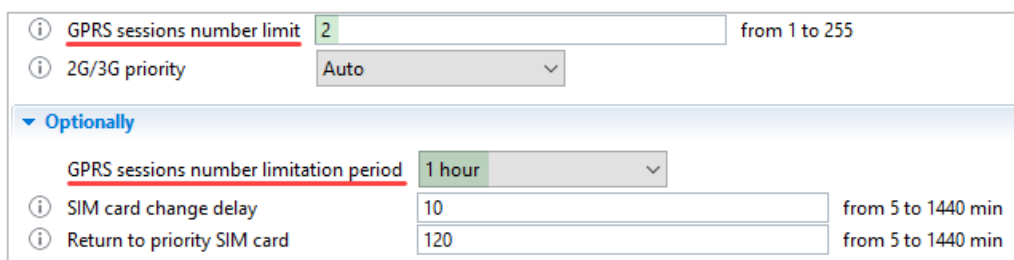 GPRS sessions number limit 2 from 1 to 255
2G/3G priority Auto
Optionally
GPRS sessions number limitation period 1 hour
SIM card change delay 10 from 5 to 1440 min
Return to priority SIM card 120 from 5 to 1440 min